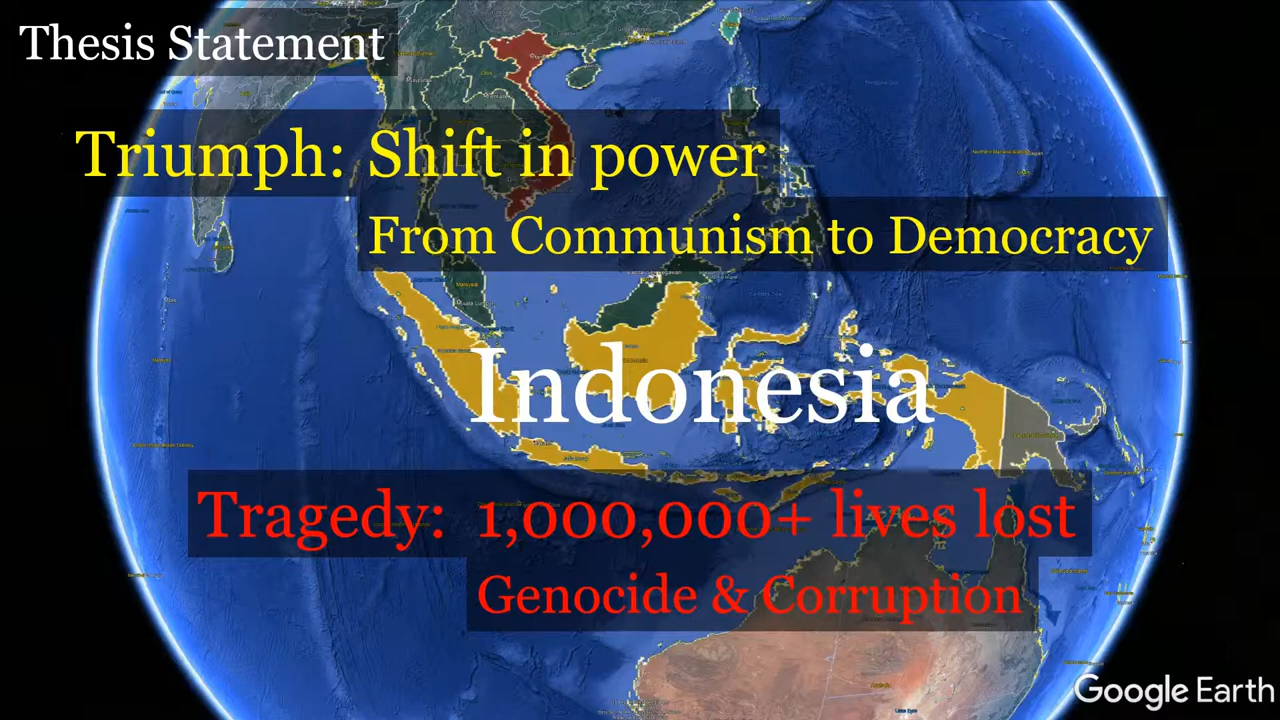 Thesis Statement
Triumph: Shift in power
From Communism to Democracy
Indonesia
Tragedy: 1,000,000+ lives lost
Genocide & Corruption
Google Earth